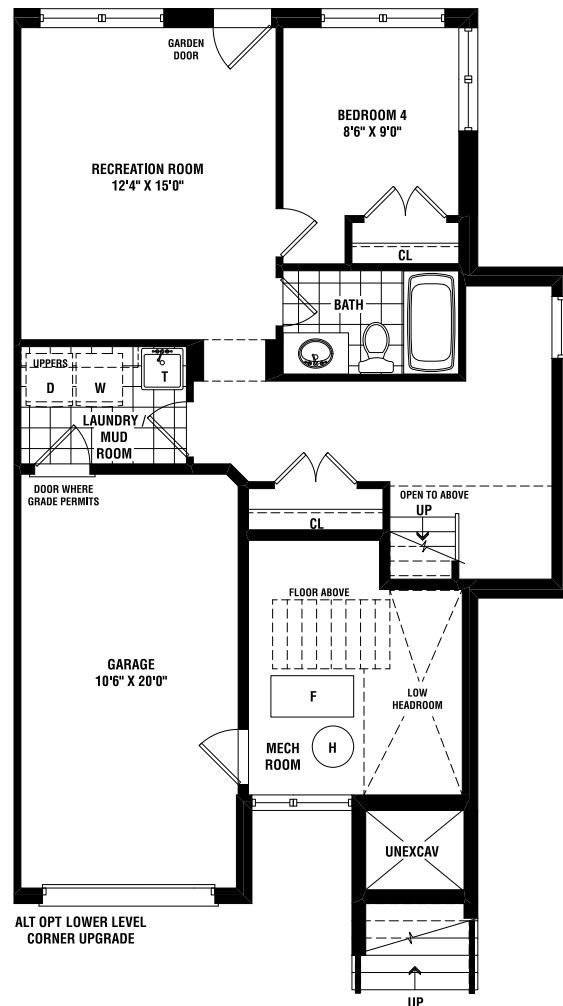 GARDEN
DOOR
BEDROOM 4
8'6" X 9'0"
RECREATION ROOM
12'4" X 15'0"
CL
BATH
UPPERS
D
W
T
LAUNDRY /
MUD
ROOM
DOOR WHERE
GRADE PERMITS
OPEN TO ABOVE
UP
CL
FLOOR ABOVE
GARAGE
10'6" X 20'0"
F
LOW
HEADROOM
MECH
ROOM
H
UNEXCAV
ALT OPT LOWER LEVEL
CORNER UPGRADE
UP